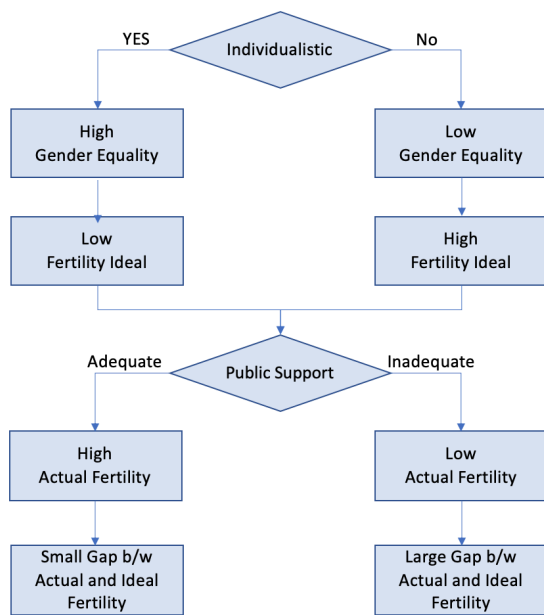 YES
Individualistic
No
High
Gender Equality
Low
Gender Equality
Low
Fertility Ideal
High
Fertility Ideal
Adequate
Public Support
Inadequate
High
Actual Fertility
Low
Actual Fertility
Small Gap b/w
Actual and Ideal
Fertility
Large Gap b/w
Actual and Ideal
Fertility